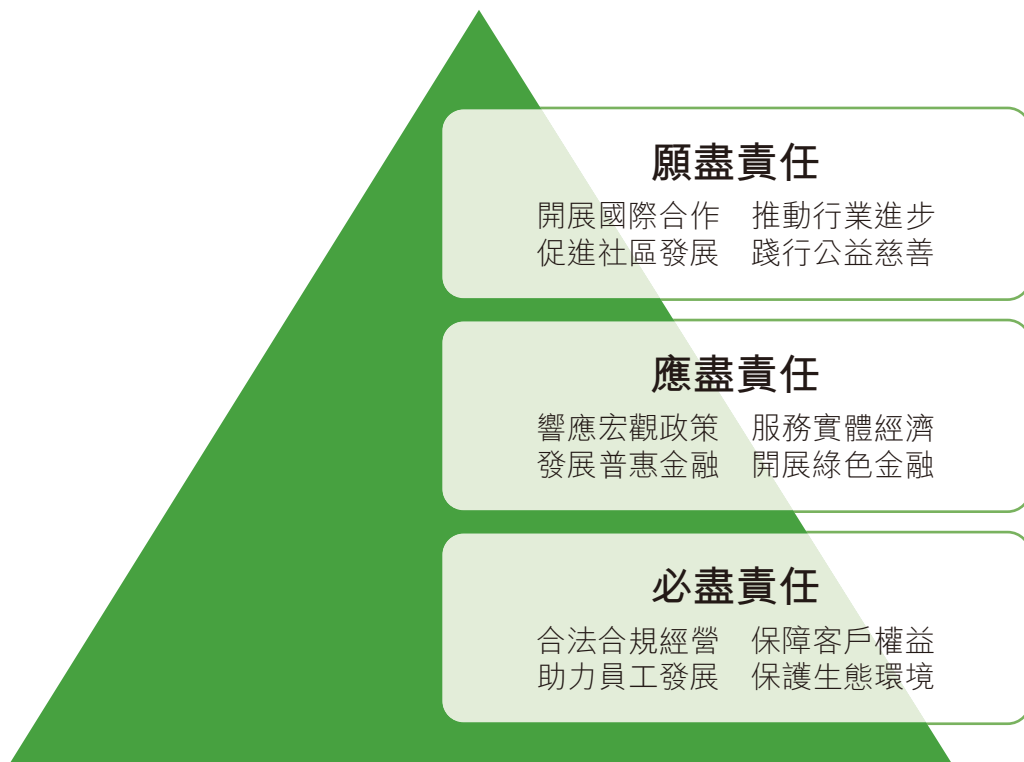 願盡責任
開展國際合作　推動行業進步
促進社區發展　踐行公益慈善
應盡責任
響應宏觀政策　服務實體經濟
發展普惠金融　開展綠色金融
必盡責任
合法合規經營　保障客戶權益
助力員工發展　保護生態環境